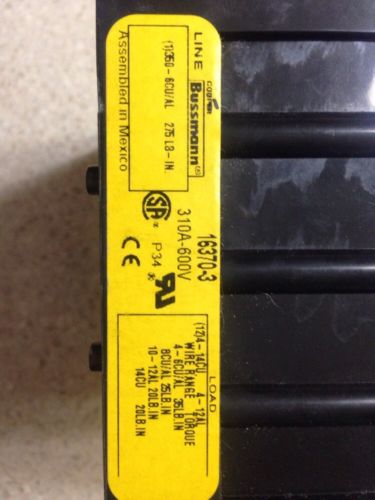 LINE
COOPER Bussmann®
(1)350-6CU/AL 275 LB-IN.
Assembled in Mexico
16370-3
310A-600V
SA ® P34 RU
CE
LOAD
(12)4-14CU 4-12AL
WIRE RANGE TORQUE
4-6CU/AL 35LB.IN
8CU/AL 25LB.IN
10-12AL 20LB.IN
14CU 20LB.IN